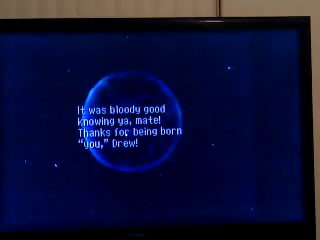 It was bloody good
knowing ya, mate!
Thanks for being born
“you,” Drew!